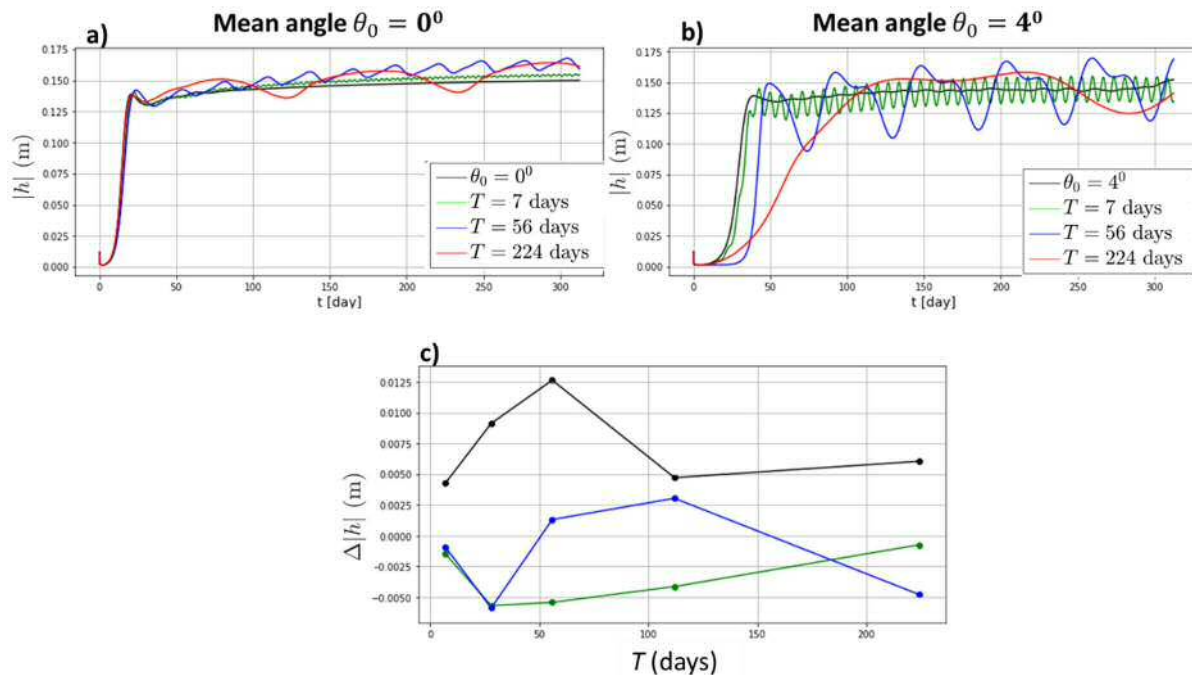 Mean angle θ₀ = 0⁰
a)
0.175
0.150
0.125
0.100
0.075
0.050
0.025
0.000
|h| (m)
θ₀ = 0⁰
T = 7 days
T = 56 days
T = 224 days
0 50 100 150 200 250 300
t [day]
Mean angle θ₀ = 4⁰
b)
0.175
0.150
0.125
0.100
0.075
0.050
0.025
0.000
|h| (m)
θ₀ = 4⁰
T = 7 days
T = 56 days
T = 224 days
0 50 100 150 200 250 300
t [day]
c)
0.0125
0.0100
0.0075
0.0050
0.0025
0.0000
−0.0025
−0.0050
Δ|h| (m)
0 50 100 150 200
T (days)